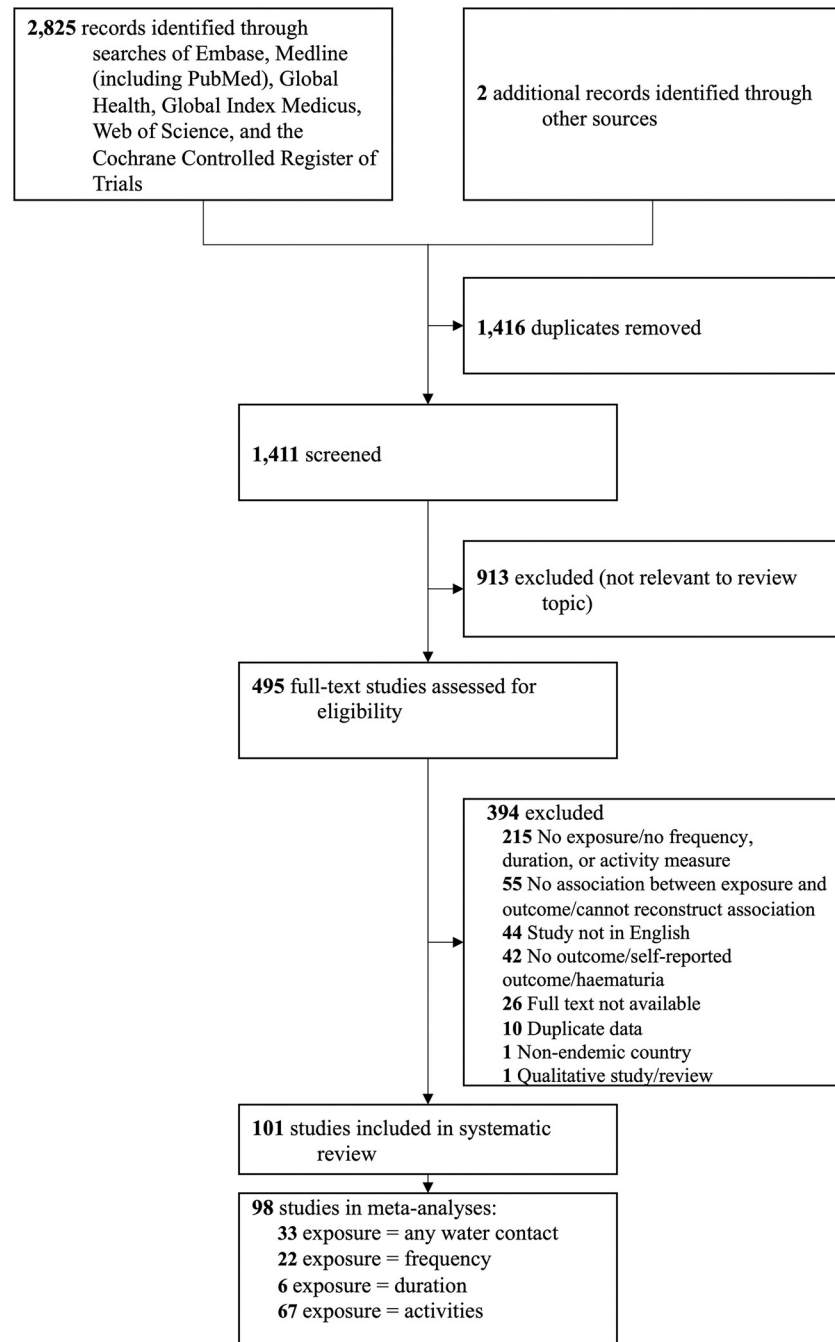 2,825 records identified through
searches of Embase, Medline
(including PubMed), Global
Health, Global Index Medicus,
Web of Science, and the
Cochrane Controlled Register of
Trials
2 additional records identified through
other sources
1,416 duplicates removed
1,411 screened
913 excluded (not relevant to review
topic)
495 full-text studies assessed for
eligibility
394 excluded
215 No exposure/no frequency,
duration, or activity measure
55 No association between exposure and
outcome/cannot reconstruct association
44 Study not in English
42 No outcome/self-reported
outcome/haematuria
26 Full text not available
10 Duplicate data
1 Non-endemic country
1 Qualitative study/review
101 studies included in systematic
review
98 studies in meta-analyses:
33 exposure = any water contact
22 exposure = frequency
6 exposure = duration
67 exposure = activities